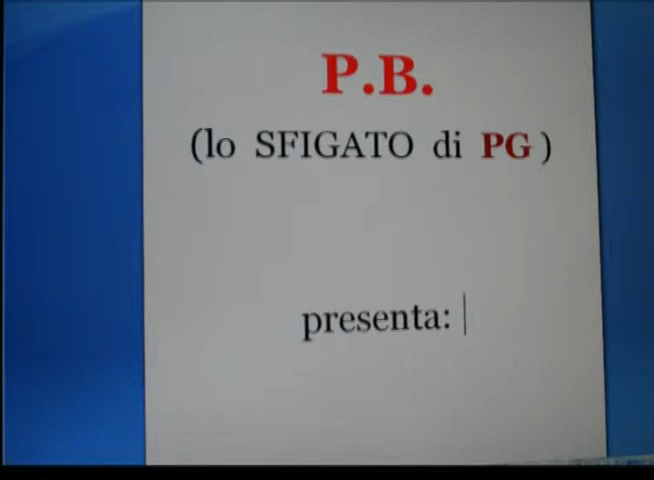 P.B.
(lo SFIGATO di PG)
presenta: